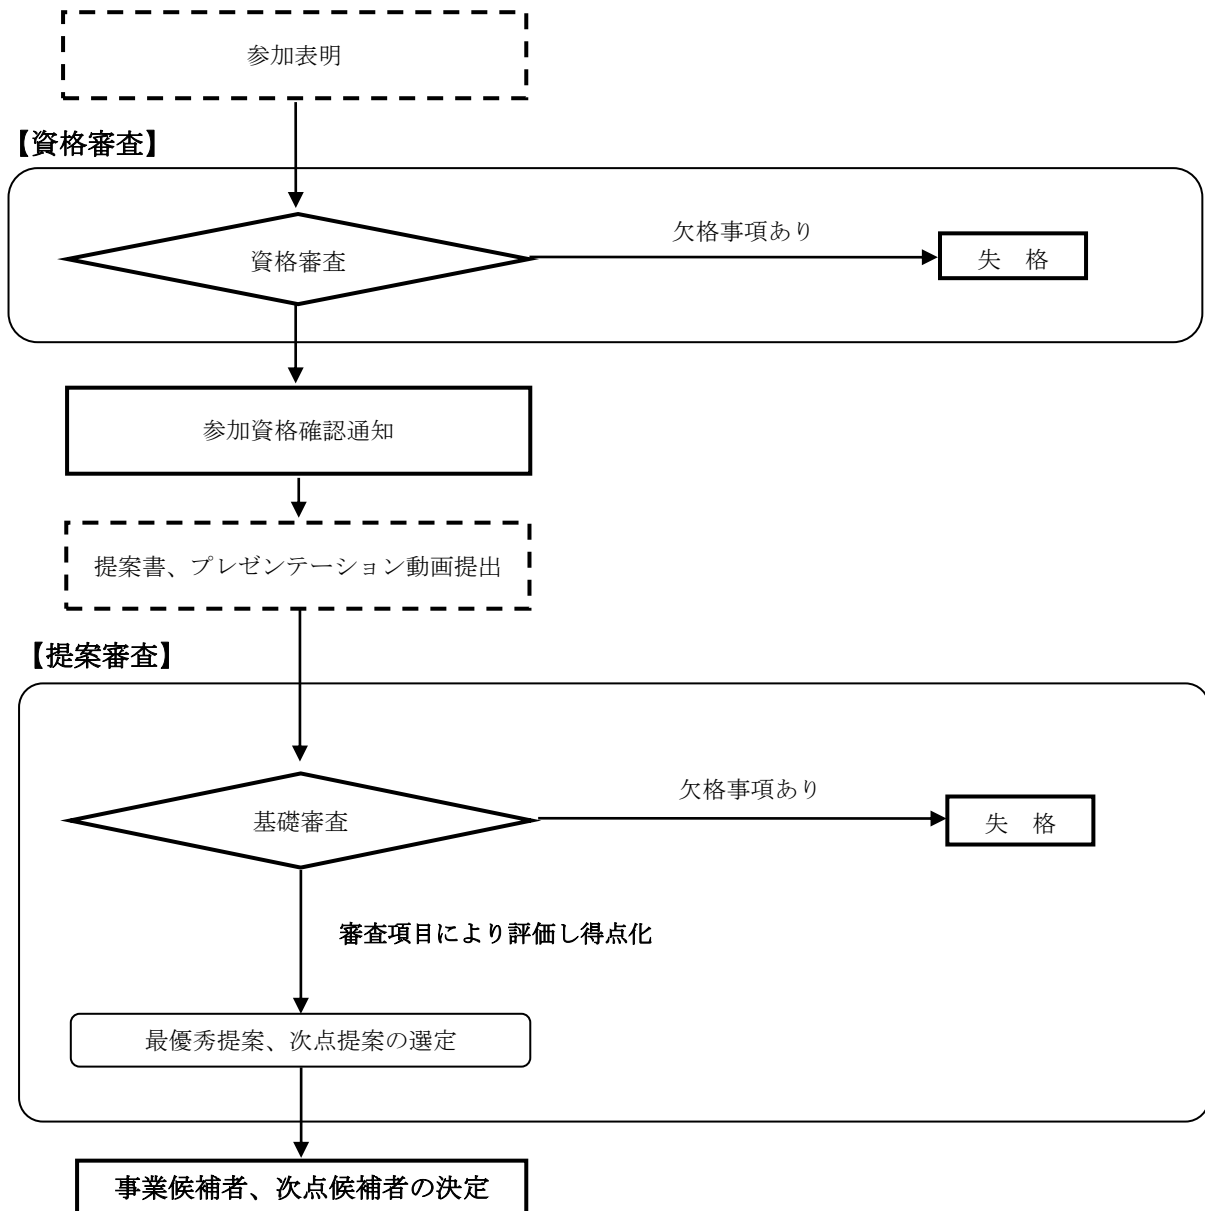 参加表明
【資格審査】
資格審査
欠格事項あり
失　格
参加資格確認通知
提案書、プレゼンテーション動画提出
【提案審査】
基礎審査
欠格事項あり
失　格
審査項目により評価し得点化
最優秀提案、次点提案の選定
事業候補者、次点候補者の決定